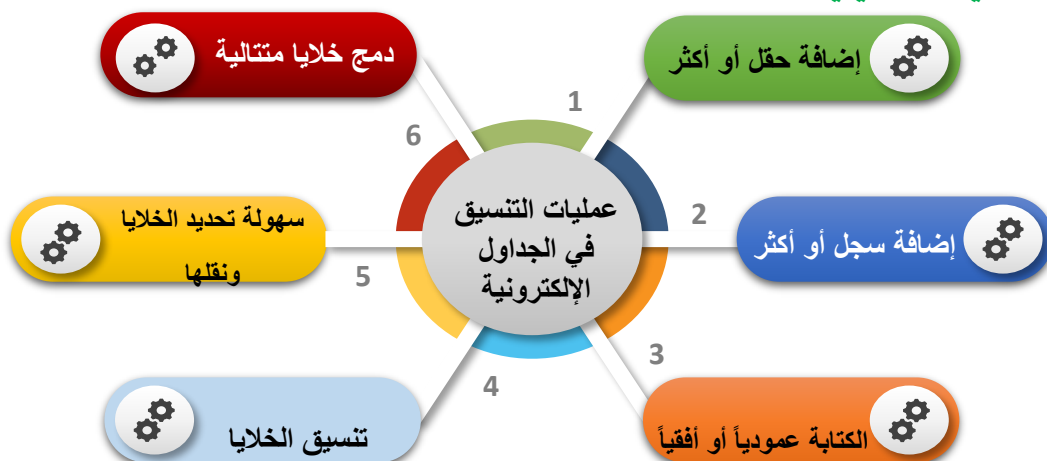 عمليات التنسيق
في الجداول
الإلكترونية
1
إضافة حقل أو أكثر
2
إضافة سجل أو أكثر
3
الكتابة عمودياً أو أفقياً
4
تنسيق الخلايا
5
سهولة تحديد الخلايا
ونقلها
6
دمج خلايا متتالية